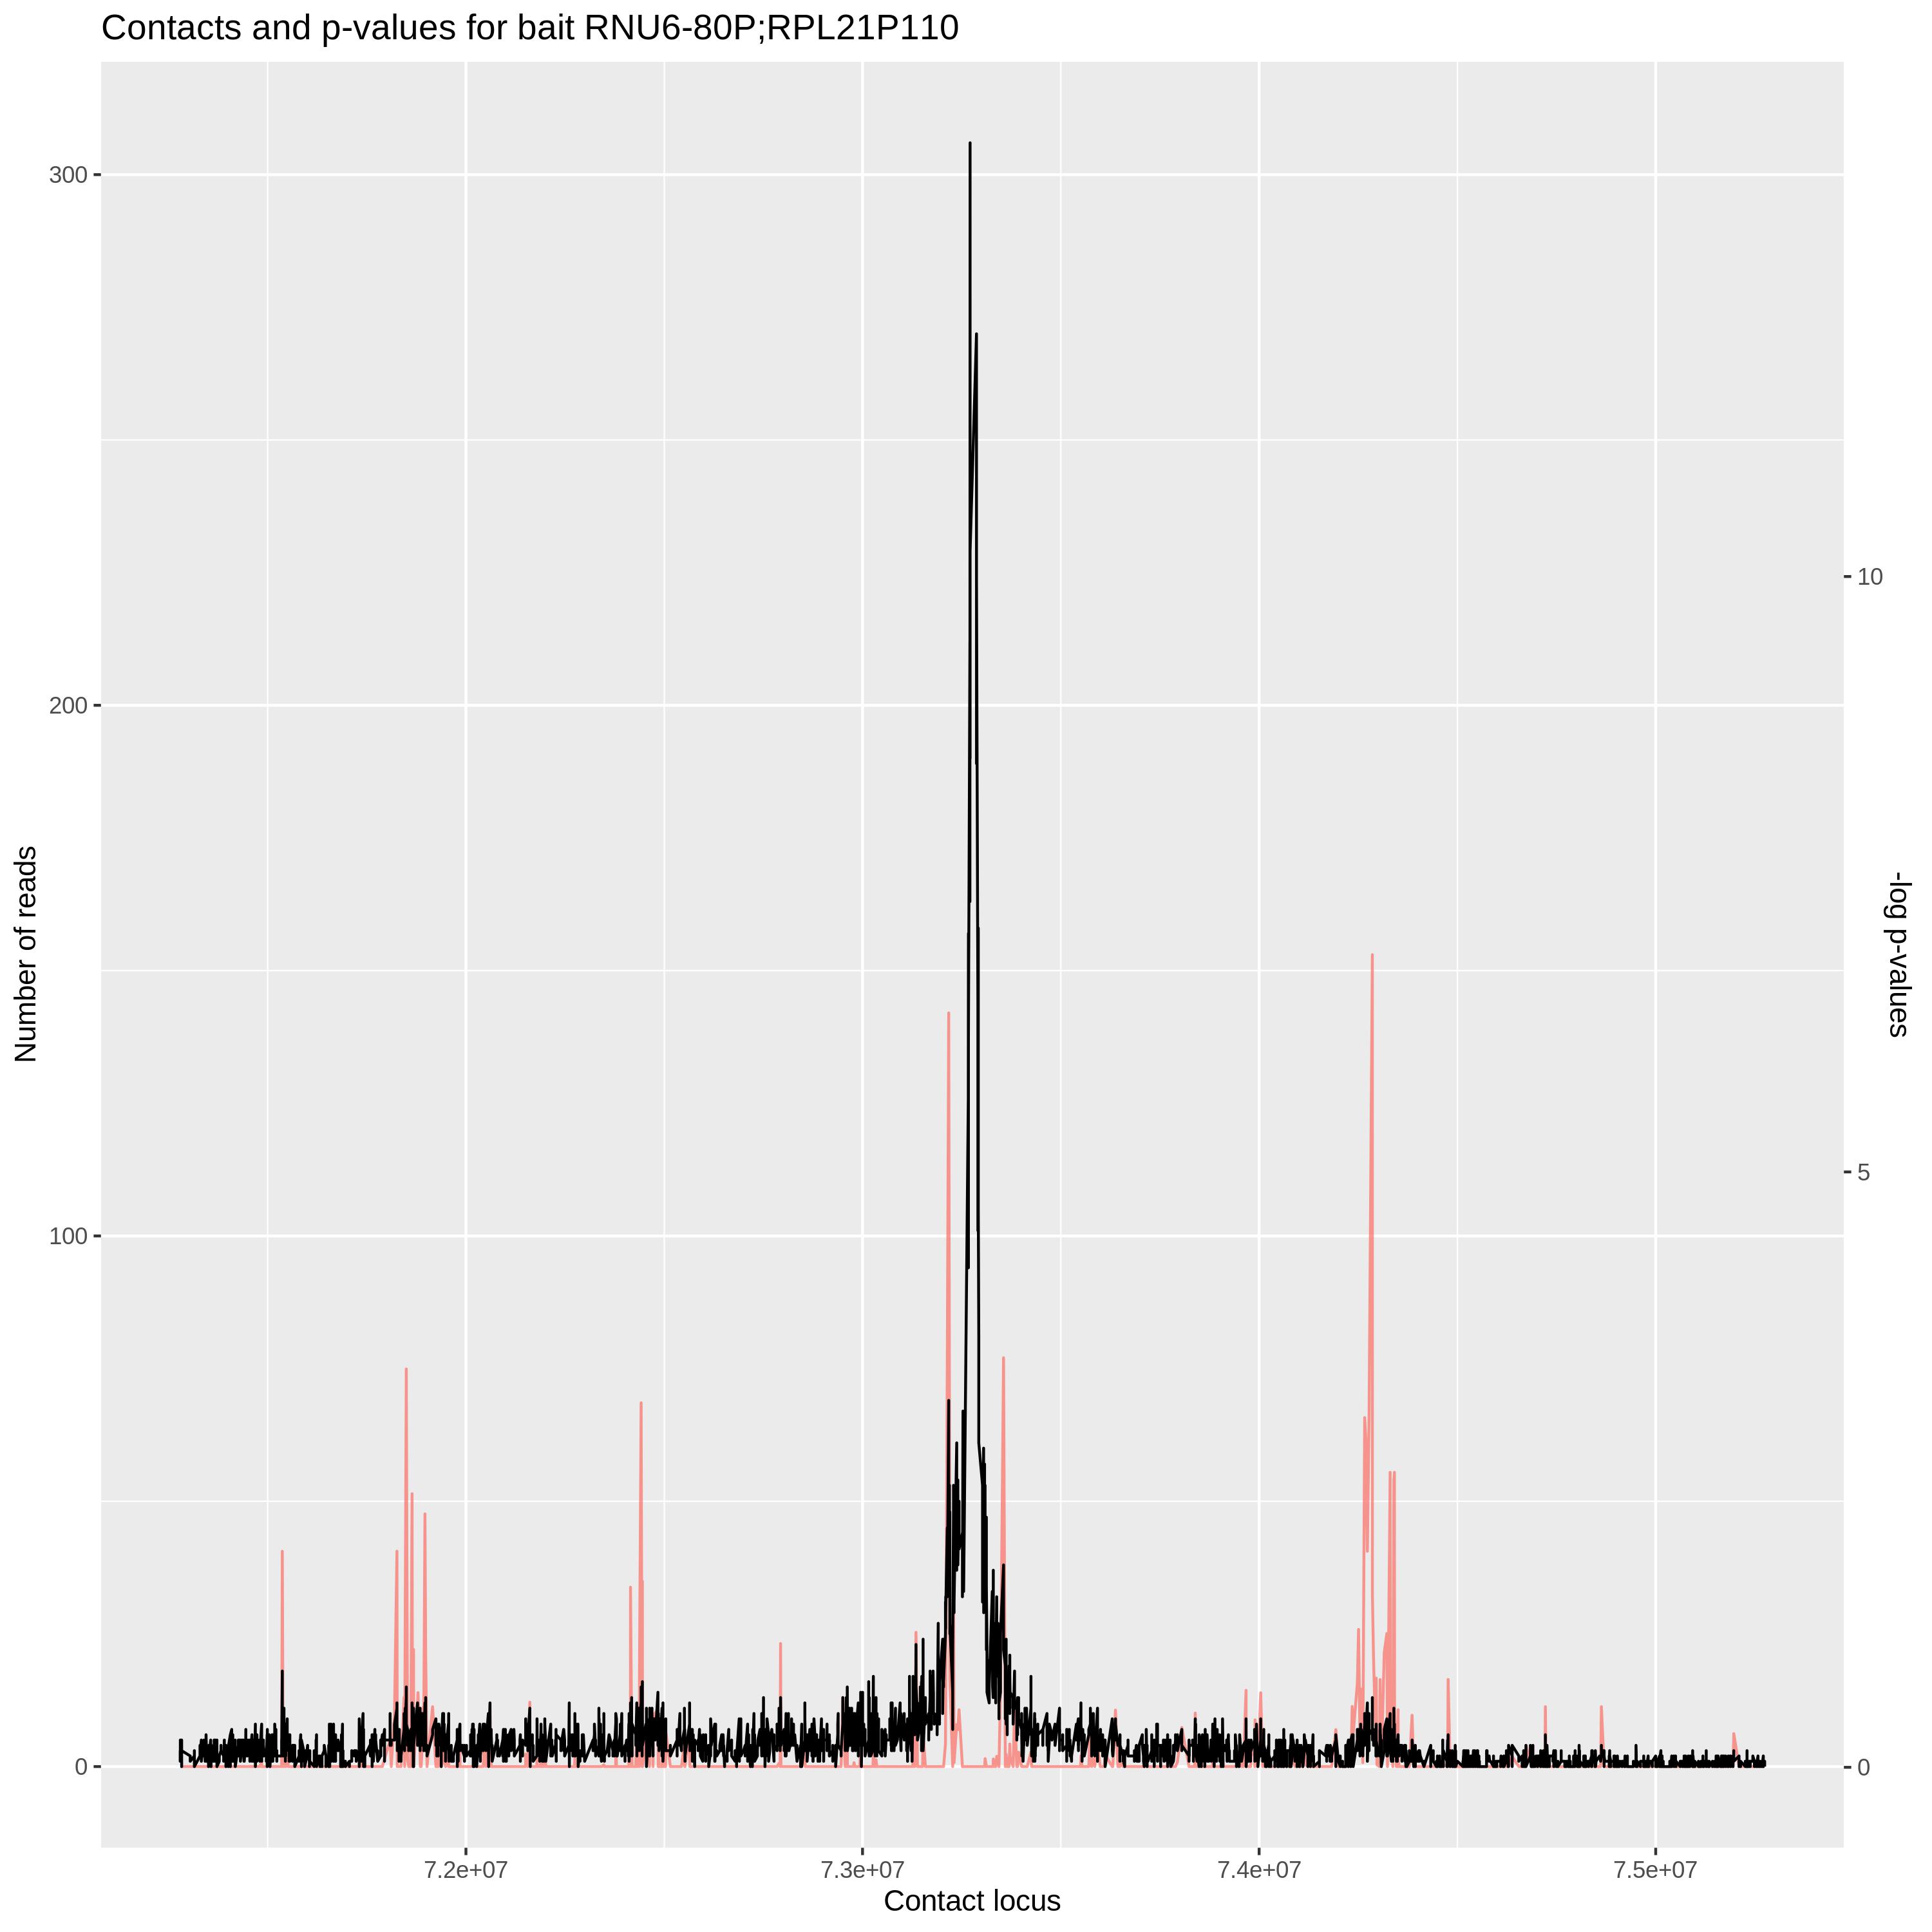 Contacts and p-values for bait RNU6-80P;RPL21P110
300
200
100
0
Number of reads
10
5
0
-log p-values
7.2e+07
7.3e+07
7.4e+07
7.5e+07
Contact locus